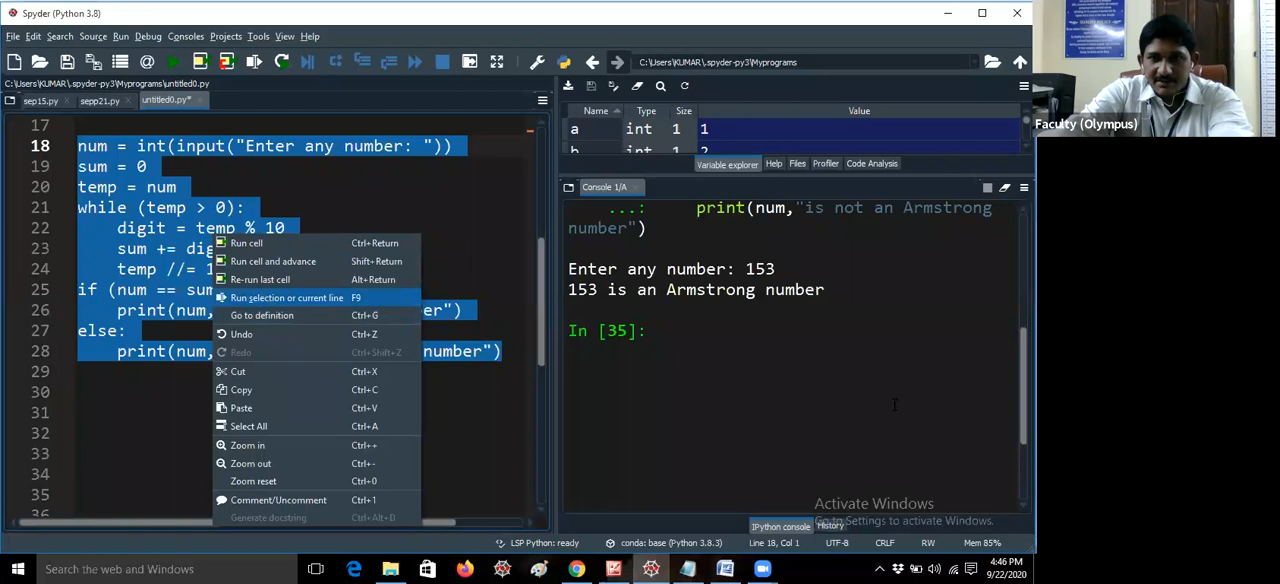 Spyder (Python 3.8)
File Edit Search Source Run Debug Consoles Projects Tools View Help
C:\Users\KUMAR\.spyder-py3\Myprograms
C:\Users\KUMAR\.spyder-py3\Myprograms\untitled0.py
sep15.py sepp21.py untitled0.py*
17
18 num = int(input("Enter any number: "))
19 sum = 0
20 temp = num
21 while (temp > 0):
22 digit = temp % 10
23 sum += dig
24 temp //= 1
25 if (num == sum
26 print(num, er")
27 else:
28 print(num, number")
29
30
31
32
33
34
35
36
Run cell Ctrl+Return
Run cell and advance Shift+Return
Re-run last cell Alt+Return
Run selection or current line F9
Go to definition Ctrl+G
Undo Ctrl+Z
Redo Ctrl+Shift+Z
Cut Ctrl+X
Copy Ctrl+C
Paste Ctrl+V
Select All Ctrl+A
Zoom in Ctrl++
Zoom out Ctrl+-
Zoom reset Ctrl+0
Comment/Uncomment Ctrl+1
Generate docstring Ctrl+Alt+D
Name Type Size Value
a int 1 1
b int 1 2
Variable explorer Help Files Profiler Code Analysis
Console 1/A
...: print(num,"is not an Armstrong
number")
Enter any number: 153
153 is an Armstrong number
In [35]:
Activate Windows
Go to Settings to activate Windows.
IPython console History
LSP Python: ready conda: base (Python 3.8.3) Line 18, Col 1 UTF-8 CRLF RW Mem 85%
Search the web and Windows
4:46 PM
9/22/2020
Faculty (Olympus)